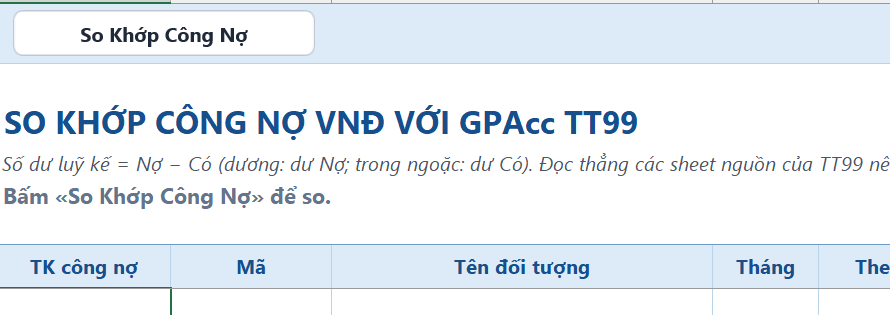 So Khớp Công Nợ
SO KHỚP CÔNG NỢ VNĐ VỚI GPAcc TT99
Số dư luỹ kế = Nợ − Có (dương: dư Nợ; trong ngoặc: dư Có). Đọc thẳng các sheet nguồn của TT99 nê
Bấm «So Khớp Công Nợ» để so.
TK công nợ Mã Tên đối tượng Tháng The